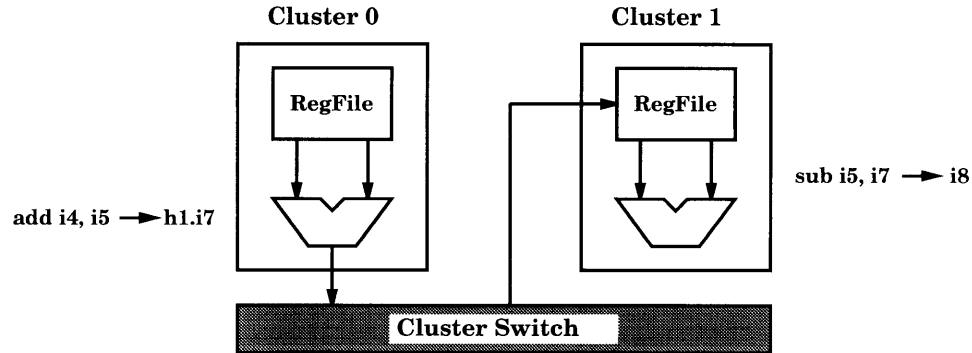 Cluster 0
Cluster 1
RegFile
RegFile
sub i5, i7 → i8
add i4, i5 → h1.i7
Cluster Switch